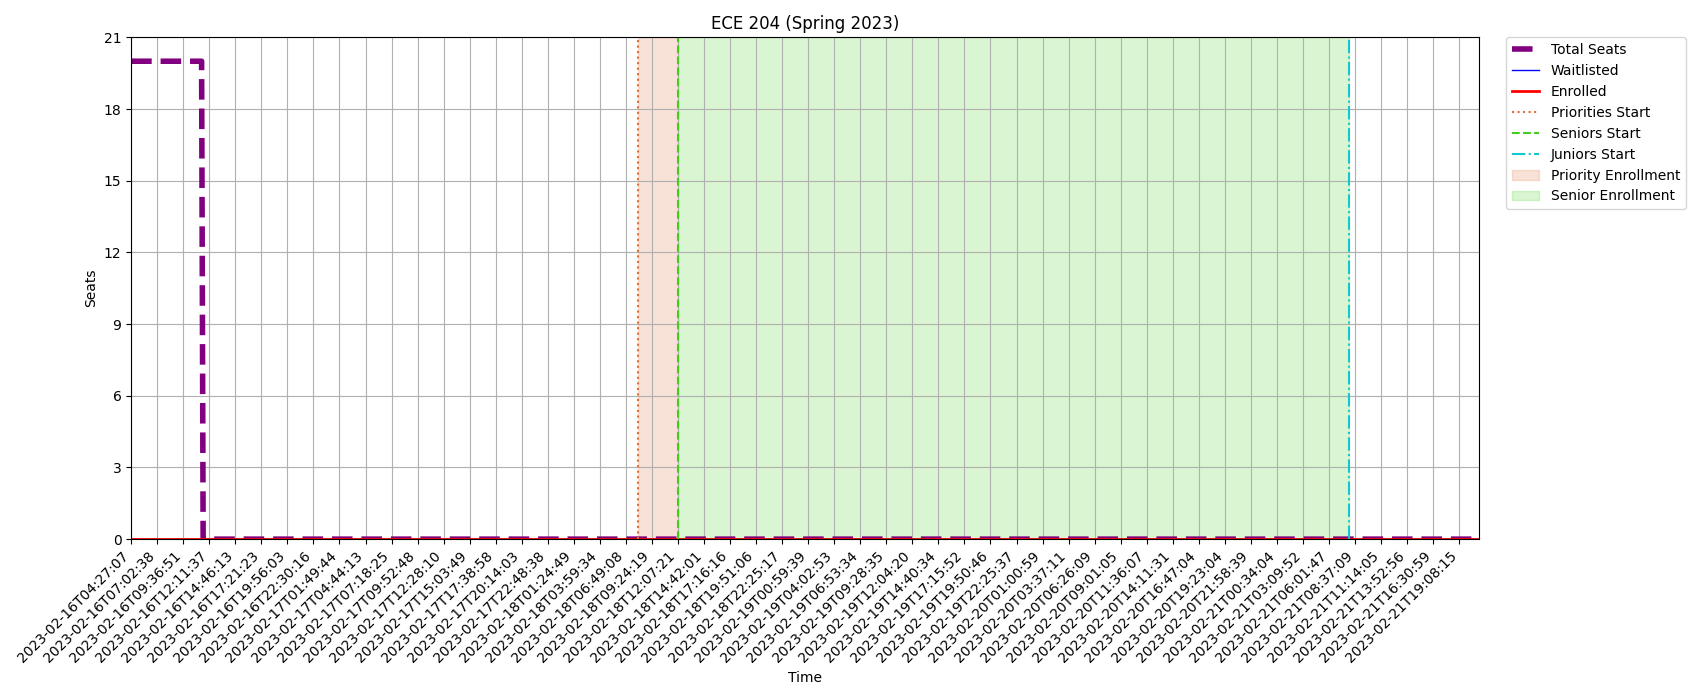 ECE 204 (Spring 2023)
21
18
15
12
9
6
3
0
Seats
2023-02-16T04:27:07
2023-02-16T07:02:38
2023-02-16T09:36:51
2023-02-16T12:11:37
2023-02-16T14:46:13
2023-02-16T17:21:23
2023-02-16T19:56:03
2023-02-16T22:30:16
2023-02-17T01:49:44
2023-02-17T04:44:13
2023-02-17T07:18:25
2023-02-17T09:52:48
2023-02-17T12:28:10
2023-02-17T15:03:49
2023-02-17T17:38:58
2023-02-17T20:14:03
2023-02-17T22:48:38
2023-02-18T01:24:49
2023-02-18T03:59:34
2023-02-18T06:49:08
2023-02-18T09:24:19
2023-02-18T12:07:21
2023-02-18T14:42:01
2023-02-18T17:16:16
2023-02-18T19:51:06
2023-02-18T22:25:17
2023-02-19T00:59:39
2023-02-19T04:02:53
2023-02-19T06:53:34
2023-02-19T09:28:35
2023-02-19T12:04:20
2023-02-19T14:40:34
2023-02-19T17:15:52
2023-02-19T19:50:46
2023-02-19T22:25:37
2023-02-20T01:00:59
2023-02-20T03:37:11
2023-02-20T06:26:09
2023-02-20T09:01:05
2023-02-20T11:36:07
2023-02-20T14:11:31
2023-02-20T16:47:04
2023-02-20T19:23:04
2023-02-20T21:58:39
2023-02-21T00:34:04
2023-02-21T03:09:52
2023-02-21T06:01:47
2023-02-21T08:37:09
2023-02-21T11:14:05
2023-02-21T13:52:56
2023-02-21T16:30:59
2023-02-21T19:08:15
Time
Total Seats
Waitlisted
Enrolled
Priorities Start
Seniors Start
Juniors Start
Priority Enrollment
Senior Enrollment